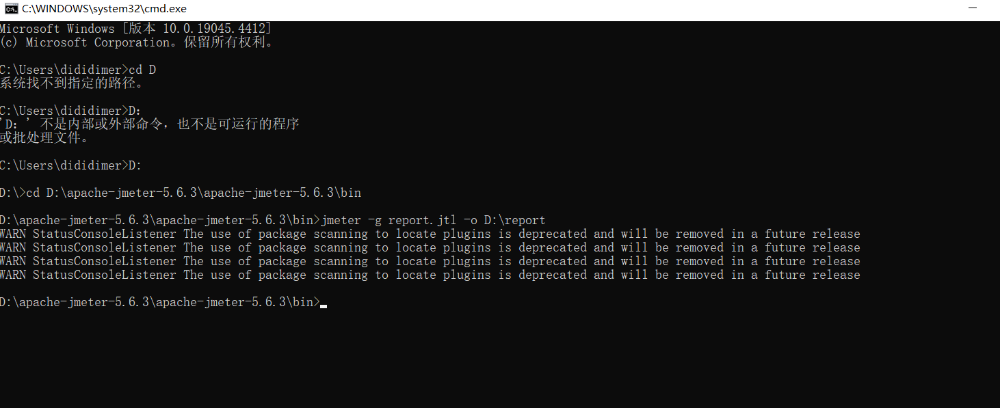 C:\WINDOWS\system32\cmd.exe
Microsoft Windows [版本 10.0.19045.4412]
(c) Microsoft Corporation。保留所有权利。
C:\Users\dididimer>cd D
系统找不到指定的路径。
C:\Users\dididimer>D：
'D：' 不是内部或外部命令，也不是可运行的程序
或批处理文件。
C:\Users\dididimer>D:
D:\>cd D:\apache-jmeter-5.6.3\apache-jmeter-5.6.3\bin
D:\apache-jmeter-5.6.3\apache-jmeter-5.6.3\bin>jmeter -g report.jtl -o D:\report
WARN StatusConsoleListener The use of package scanning to locate plugins is deprecated and will be removed in a future release
WARN StatusConsoleListener The use of package scanning to locate plugins is deprecated and will be removed in a future release
WARN StatusConsoleListener The use of package scanning to locate plugins is deprecated and will be removed in a future release
WARN StatusConsoleListener The use of package scanning to locate plugins is deprecated and will be removed in a future release
D:\apache-jmeter-5.6.3\apache-jmeter-5.6.3\bin>